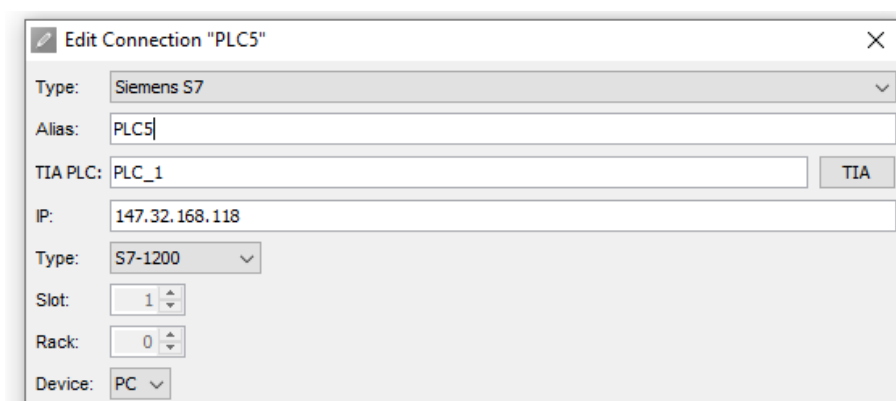 Edit Connection "PLC5"
Type: Siemens S7
Alias: PLC5
TIA PLC: PLC_1 TIA
IP: 147.32.168.118
Type: S7-1200
Slot: 1
Rack: 0
Device: PC